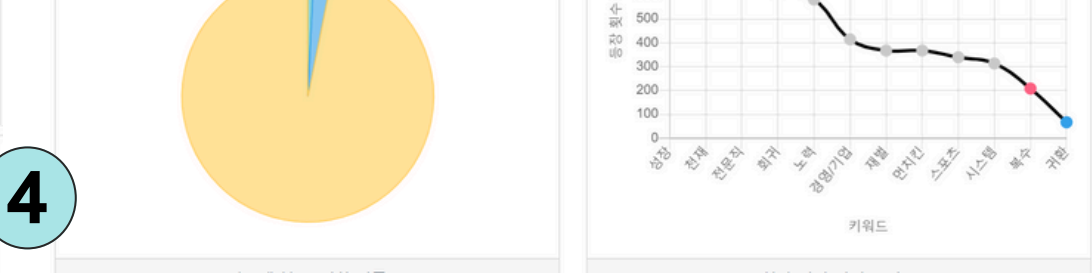 4
등장 횟수
500
400
300
200
100
0
성장
천재
전문직
회귀
노력
경영/기업
재벌
먼치킨
스포츠
시스템
복수
귀환
키워드